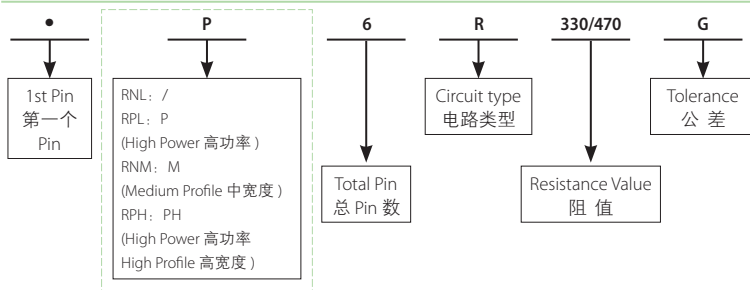 • P 6 R 330/470 G
1st Pin
第一个
Pin
RNL：/
RPL：P
(High Power 高功率 )
RNM：M
(Medium Profile 中宽度 )
RPH：PH
(High Power 高功率
High Profile 高宽度 )
Total Pin
总 Pin 数
Circuit type
电路类型
Resistance Value
阻 值
Tolerance
公 差